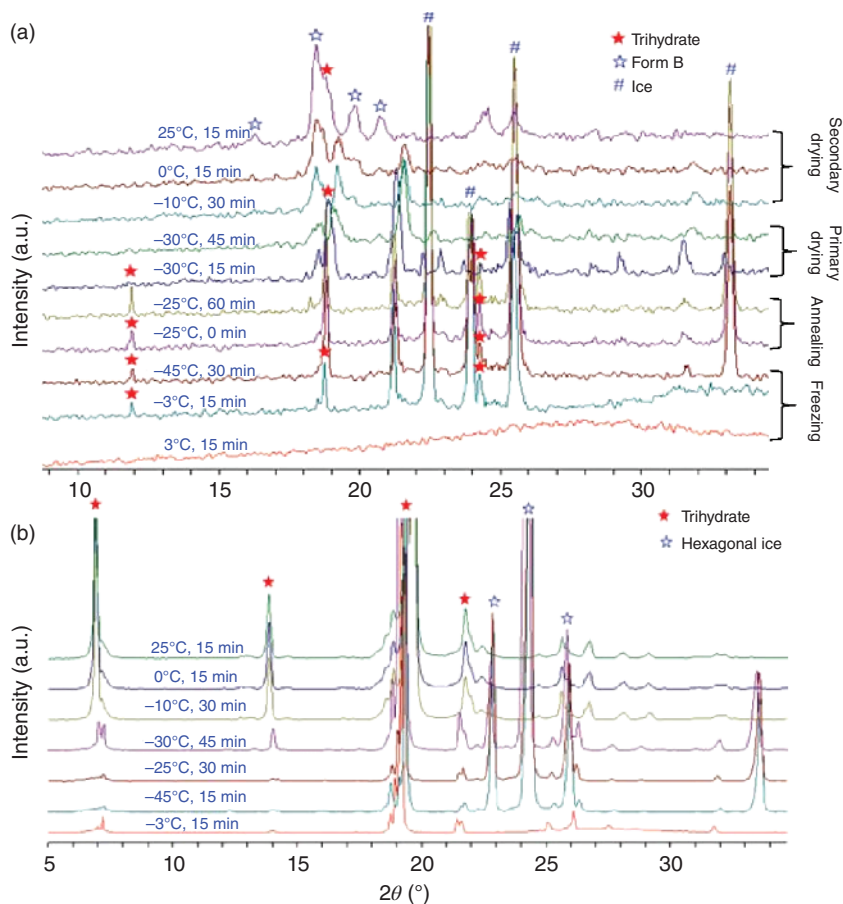 (a)
★ Trihydrate
☆ Form B
# Ice
# # #
#
25°C, 15 min
0°C, 15 min
–10°C, 30 min
–30°C, 45 min
–30°C, 15 min
–25°C, 60 min
–25°C, 0 min
–45°C, 30 min
–3°C, 15 min
3°C, 15 min
Secondary
drying
Primary
drying
Annealing
Freezing
Intensity (a.u.)
10 15 20 25 30
(b)
★ Trihydrate
☆ Hexagonal ice
25°C, 15 min
0°C, 15 min
–10°C, 30 min
–30°C, 45 min
–25°C, 30 min
–45°C, 15 min
–3°C, 15 min
Intensity (a.u.)
5 10 15 20 25 30
2θ (°)